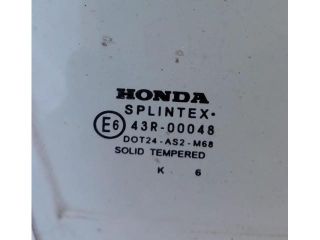 HONDA
SPLINTEX·
E6 43R-00048
DOT24-AS2-M68
SOLID TEMPERED
K 6